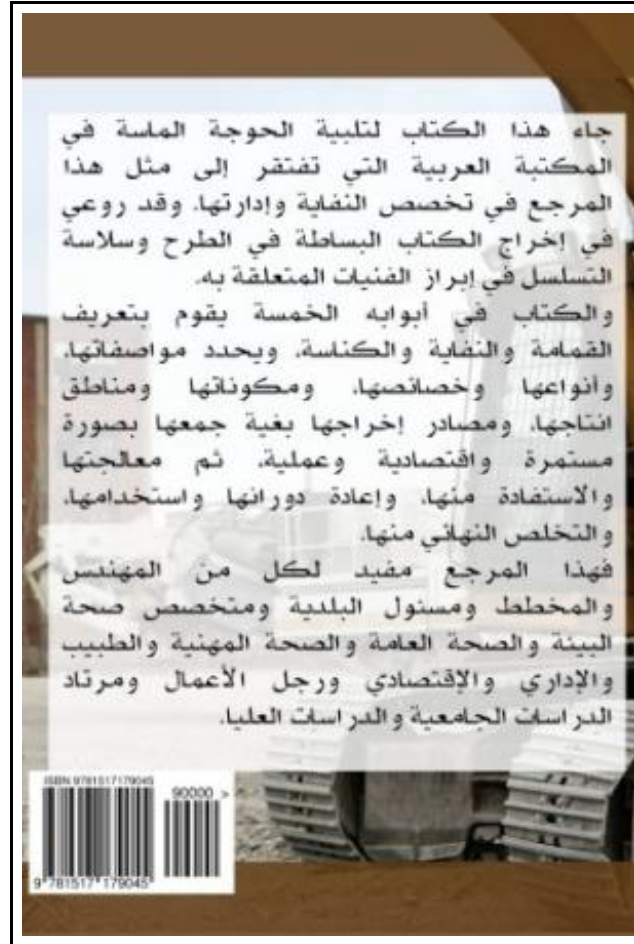 جاء هذا الكتاب لتلبية الحوجة الماسة في
المكتبة العربية التي تفتقر إلى مثل هذا
المرجع في تخصص النفاية وإدارتها. وقد روعي
في إخراج الكتاب البساطة في الطرح وسلاسة
التسلسل في إبراز الفنيات المتعلقة به.
والكتاب في أبوابه الخمسة يقوم بتعريف
القمامة والنفاية والكناسة، ويحدد مواصفاتها،
وأنواعها وخصائصها، ومكوناتها ومناطق
انتاجها، ومصادر إخراجها بغية جمعها بصورة
مستمرة واقتصادية وعملية، ثم معالجتها
والاستفادة منها، وإعادة دورانها واستخدامها،
والتخلص النهائي منها.
فهذا المرجع مفيد لكل من المهندس
والمخطط ومسئول البلدية ومتخصص صحة
البيئة والصحة العامة والصحة المهنية والطبيب
والإداري والإقتصادي ورجل الأعمال ومرتاد
الدراسات الجامعية والدراسات العليا.
ISBN 9781517179045
90000 >
9 781517 179045